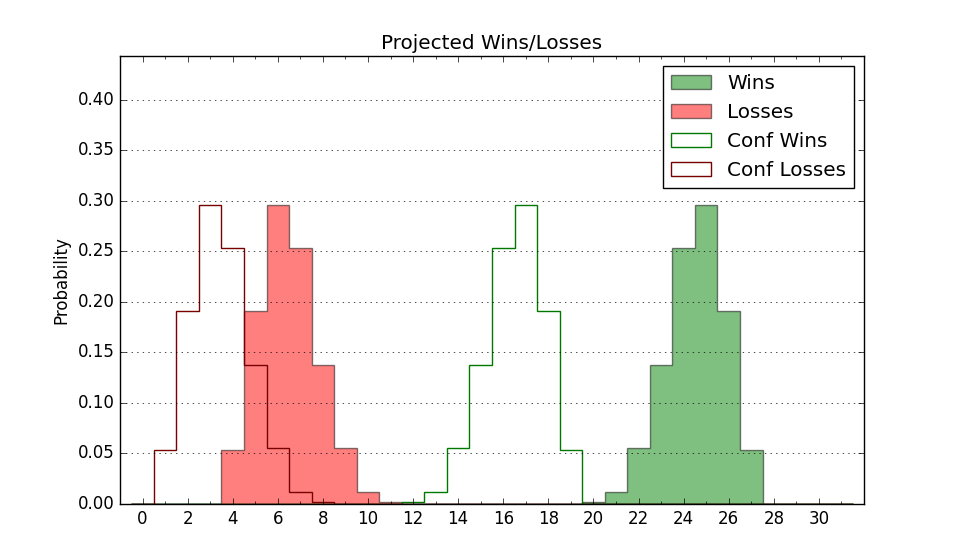 Projected Wins/Losses
Wins
Losses
Conf Wins
Conf Losses
Probability
0.40
0.35
0.30
0.25
0.20
0.15
0.10
0.05
0.00
0 2 4 6 8 10 12 14 16 18 20 22 24 26 28 30